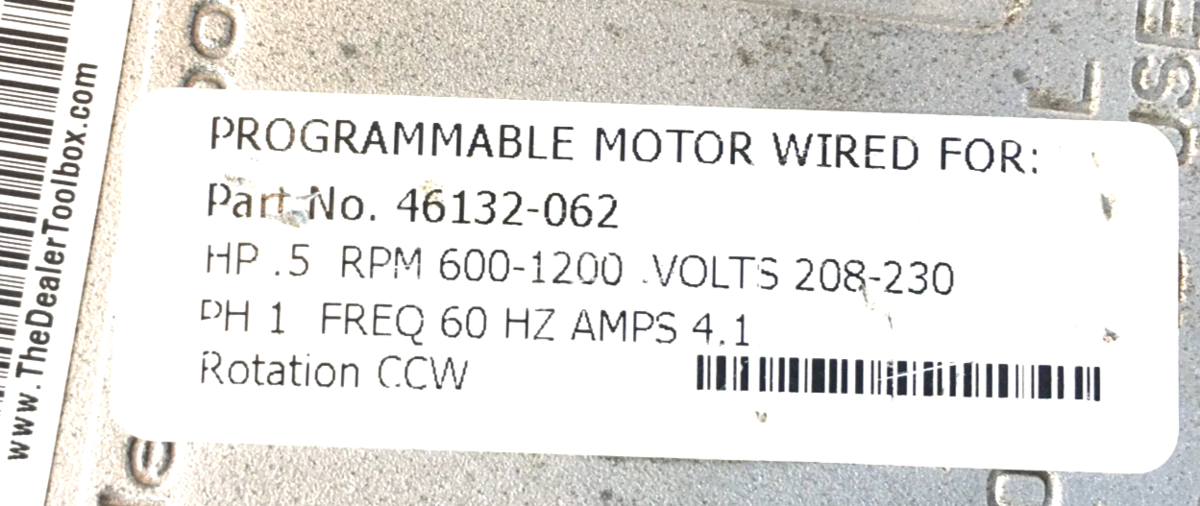 www.TheDealerToolbox.com
PROGRAMMABLE MOTOR WIRED FOR:
Part No. 46132-062
HP .5 RPM 600-1200 .VOLTS 208-230
PH 1 FREQ 60 HZ AMPS 4.1
Rotation CCW